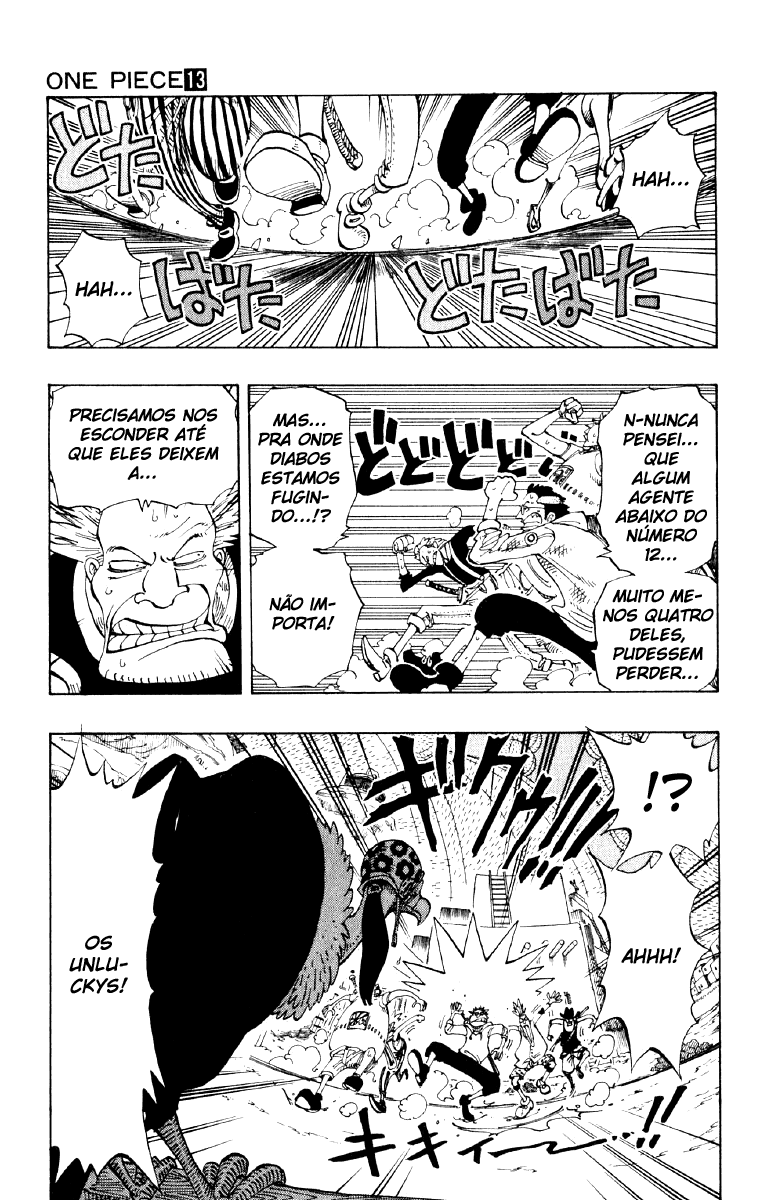 ONE PIECE 13
どた
HAH...
HAH...
ばた
どたばた
N-NUNCA
PENSEI...
QUE
ALGUM
AGENTE
ABAIXO DO
NÚMERO
12...
MUITO ME-
NOS QUATRO
DELES,
PUDESSEM
PERDER...
MAS...
PRA ONDE
DIABOS
ESTAMOS
FUGIN-
DO...!?
NÃO IM-
PORTA!
どどどど...
PRECISAMOS NOS
ESCONDER ATÉ
QUE ELES DEIXEM
A...
!?
AHHH!
ギクゥ!!!
OS
UNLU-
CKYS!
キキィー〜...!!